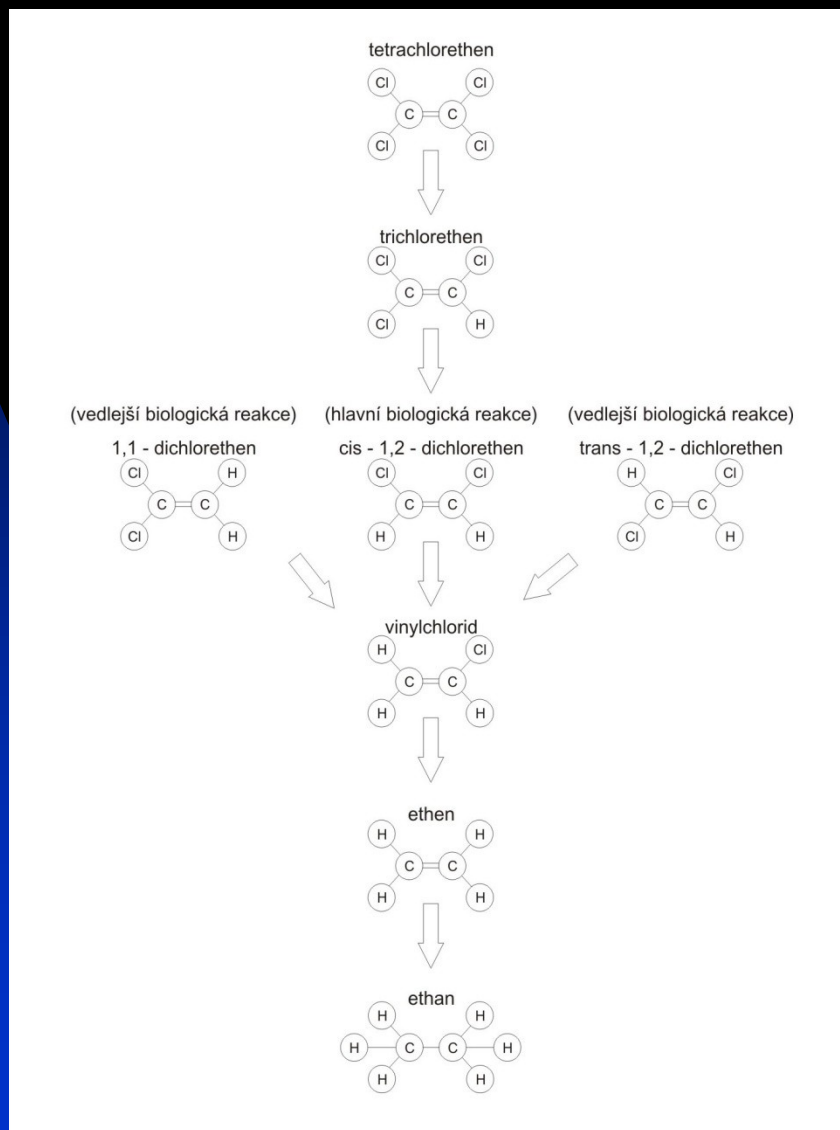 tetrachlorethen
Cl Cl
C C
Cl Cl
trichlorethen
Cl Cl
C C
Cl H
(vedlejší biologická reakce) (hlavní biologická reakce) (vedlejší biologická reakce)
1,1 - dichlorethen cis - 1,2 - dichlorethen trans - 1,2 - dichlorethen
Cl H Cl Cl H Cl
C C C C C C
Cl H H H Cl H
vinylchlorid
H Cl
C C
H H
ethen
H H
C C
H H
ethan
H H
H C C H
H H